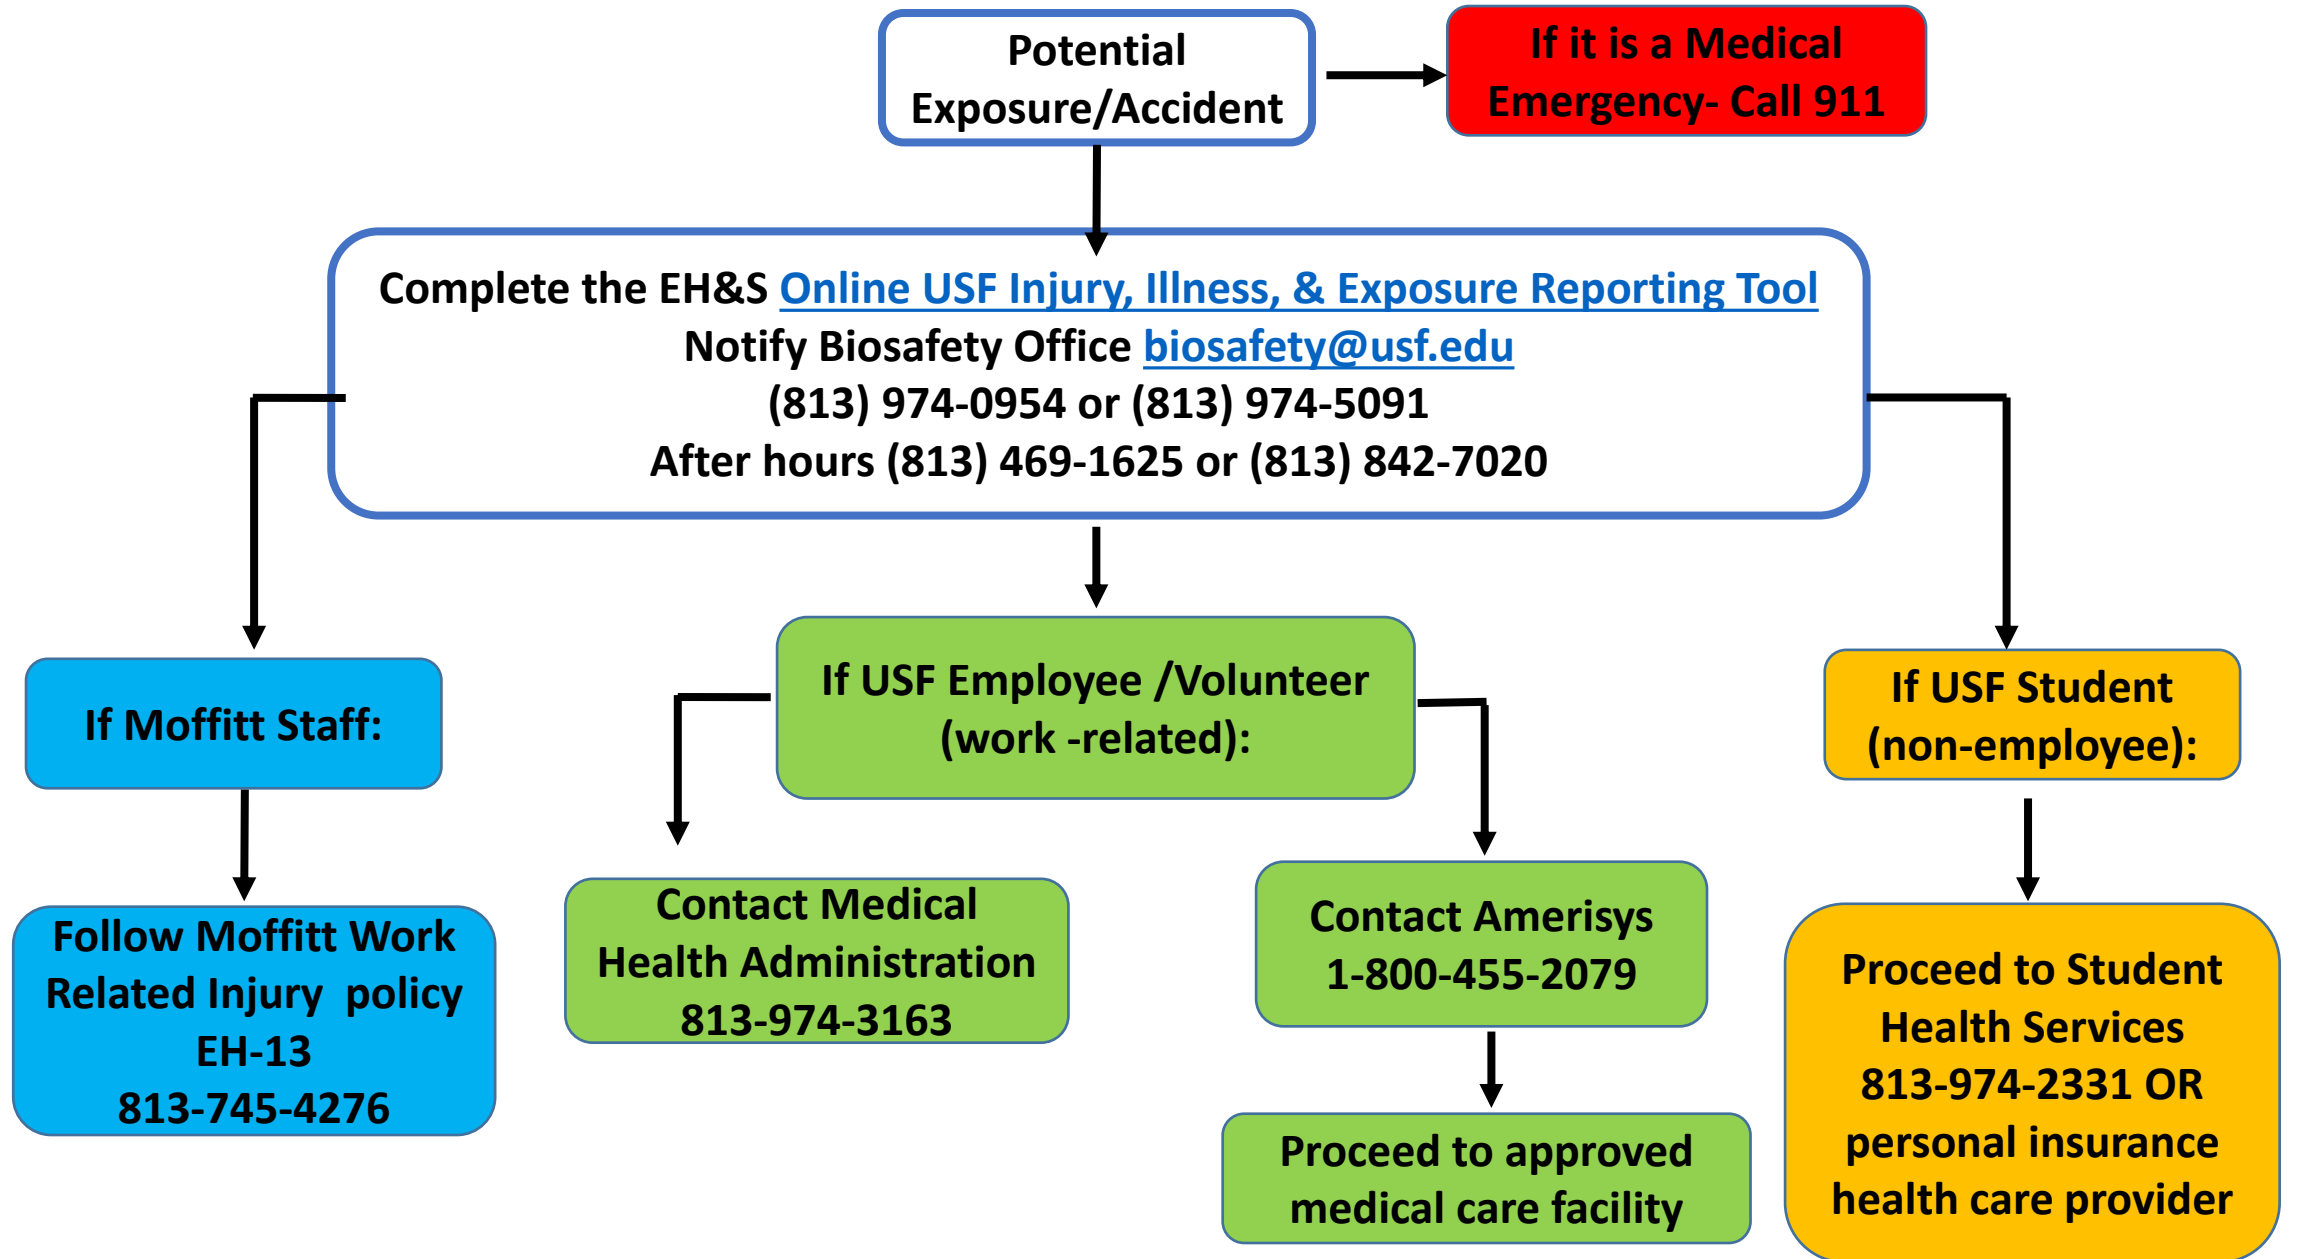 Potential
Exposure/Accident
If it is a Medical
Emergency- Call 911
Complete the EH&S Online USF Injury, Illness, & Exposure Reporting Tool
Notify Biosafety Office biosafety@usf.edu
(813) 974-0954 or (813) 974-5091
After hours (813) 469-1625 or (813) 842-7020
If Moffitt Staff:
Follow Moffitt Work
Related Injury  policy
EH-13
813-745-4276
If USF Employee /Volunteer
(work -related):
Contact Medical
Health Administration
813-974-3163
Contact Amerisys
1-800-455-2079
Proceed to approved
medical care facility
If USF Student
(non-employee):
Proceed to Student
Health Services
813-974-2331 OR
personal insurance
health care provider